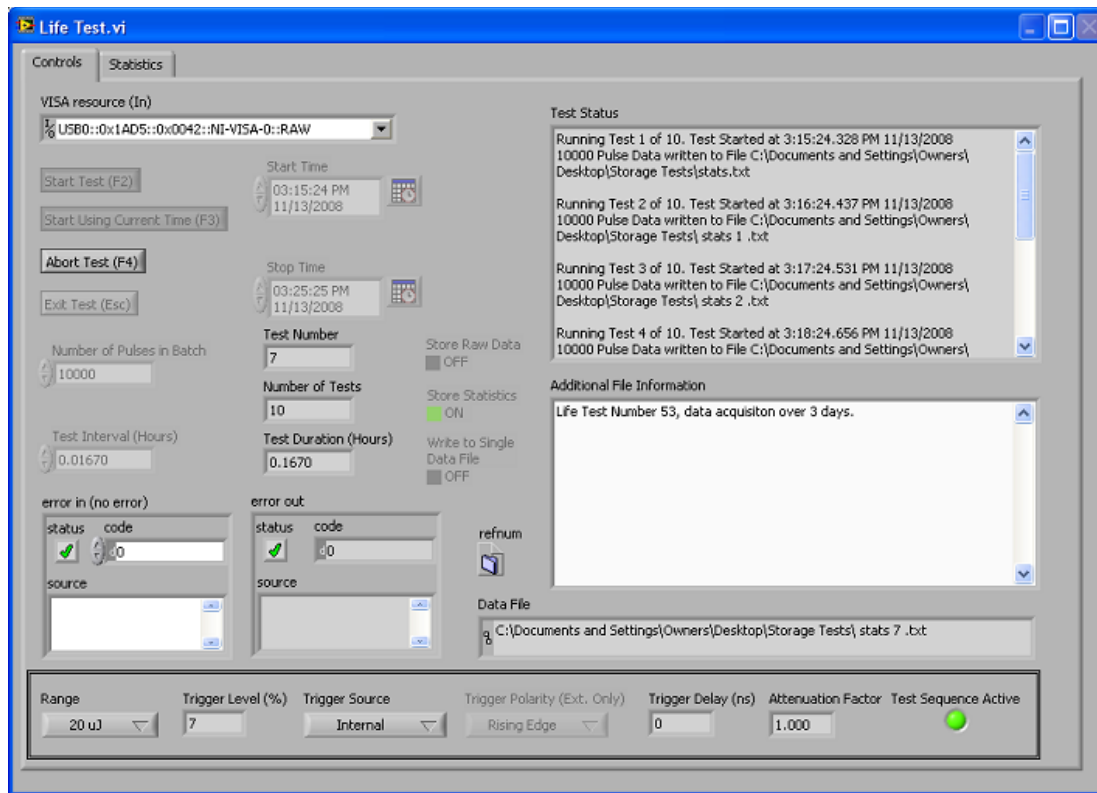 Life Test.vi
Controls
Statistics
VISA resource (In)
USB0::0x1AD5::0x0042::NI-VISA-0::RAW
Start Test (F2)
Start Using Current Time (F3)
Abort Test (F4)
Exit Test (Esc)
Start Time
03:15:24 PM
11/13/2008
Stop Time
03:25:25 PM
11/13/2008
Number of Pulses in Batch
10000
Test Interval (Hours)
0.01670
Test Number
7
Number of Tests
10
Test Duration (Hours)
0.1670
Store Raw Data
OFF
Store Statistics
ON
Write to Single
Data File
OFF
error in (no error)
status
code
d0
source
error out
status
code
d0
source
refnum
Test Status
Running Test 1 of 10. Test Started at 3:15:24.328 PM 11/13/2008
10000 Pulse Data written to File C:\Documents and Settings\Owners\
Desktop\Storage Tests\stats.txt
Running Test 2 of 10. Test Started at 3:16:24.437 PM 11/13/2008
10000 Pulse Data written to File C:\Documents and Settings\Owners\
Desktop\Storage Tests\ stats 1 .txt
Running Test 3 of 10. Test Started at 3:17:24.531 PM 11/13/2008
10000 Pulse Data written to File C:\Documents and Settings\Owners\
Desktop\Storage Tests\ stats 2 .txt
Running Test 4 of 10. Test Started at 3:18:24.656 PM 11/13/2008
10000 Pulse Data written to File C:\Documents and Settings\Owners\
Additional File Information
Life Test Number 53, data acquisiton over 3 days.
Data File
C:\Documents and Settings\Owners\Desktop\Storage Tests\ stats 7 .txt
Range
20 uJ
Trigger Level (%)
7
Trigger Source
Internal
Trigger Polarity (Ext. Only)
Rising Edge
Trigger Delay (ns)
0
Attenuation Factor
1.000
Test Sequence Active